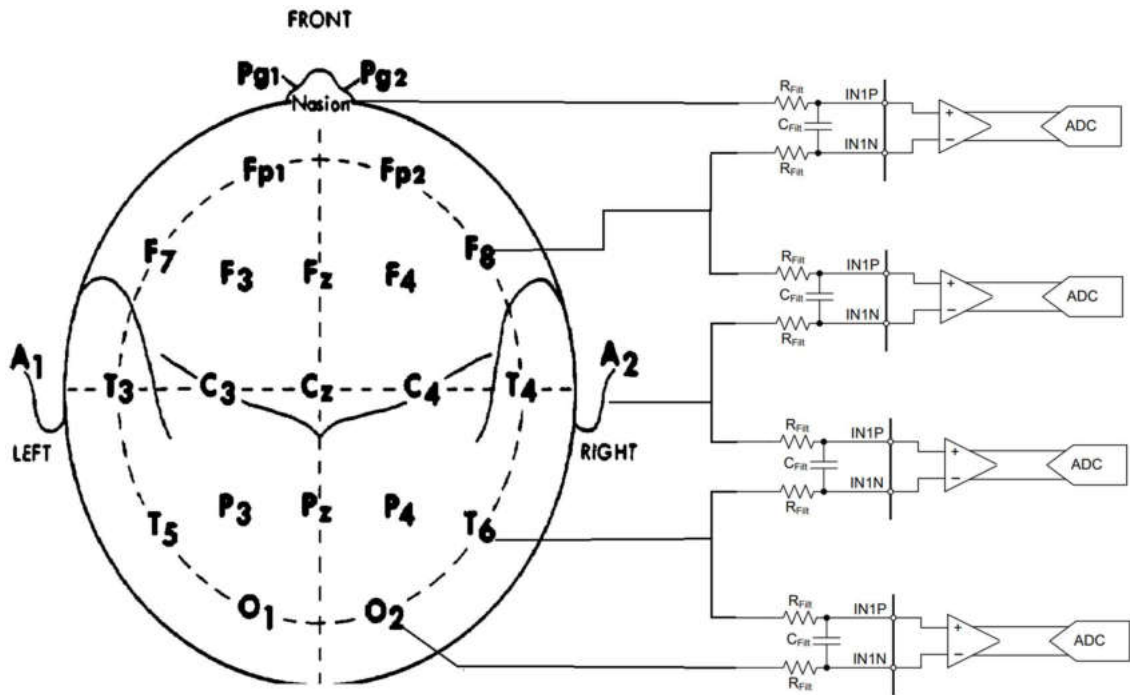 FRONT
Pg1 Pg2
Nasion
Fp1 Fp2
F7 F3 Fz F4 F8
A1 T3 C3 Cz C4 T4 A2
LEFT RIGHT
T5 P3 Pz P4 T6
O1 O2
RFilt IN1P
CFilt ADC
RFilt IN1N
RFilt IN1P
CFilt ADC
RFilt IN1N
RFilt IN1P
CFilt ADC
RFilt IN1N
RFilt IN1P
CFilt ADC
RFilt IN1N